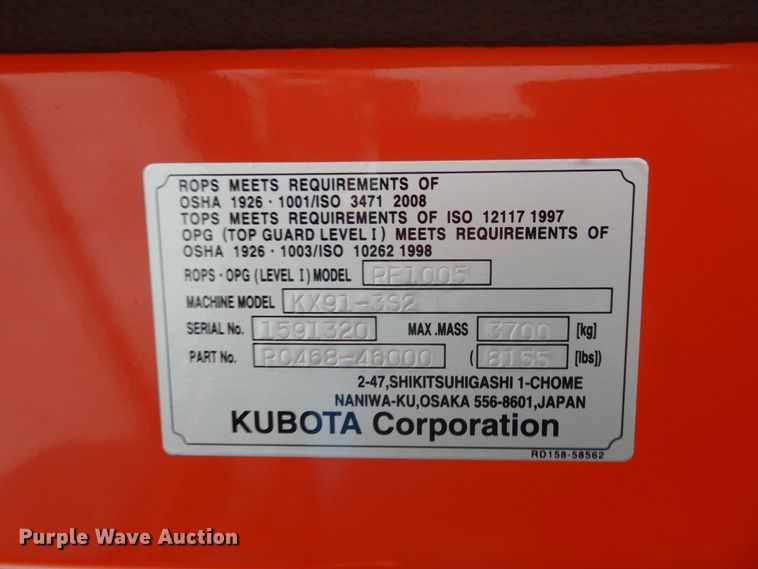 ROPS MEETS REQUIREMENTS OF
OSHA 1926・1001/ISO 3471 2008
TOPS MEETS REQUIREMENTS OF ISO 12117 1997
OPG (TOP GUARD LEVEL I) MEETS REQUIREMENTS OF
OSHA 1926・1003/ISO 10262 1998
ROPS・OPG (LEVEL I) MODEL RF1005
MACHINE MODEL KX91-3S2
SERIAL No. 1591320 MAX .MASS 3700 [kg]
PART No. RC468-46000 ( 8155 [lbs])
2-47,SHIKITSUHIGASHI 1-CHOME
NANIWA-KU,OSAKA 556-8601,JAPAN
KUBOTA Corporation
RD158-58562
Purple Wave Auction